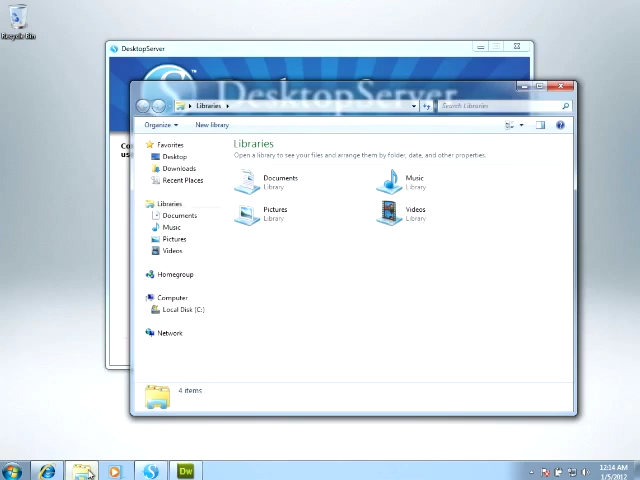 Recycle Bin
DesktopServer
DesktopServer
Libraries
Search Libraries
Organize
New library
Favorites
Desktop
Downloads
Recent Places
Libraries
Documents
Music
Pictures
Videos
Homegroup
Computer
Local Disk (C:)
Network
Libraries
Open a library to see your files and arrange them by folder, date, and other properties.
Documents
Library
Music
Library
Pictures
Library
Videos
Library
4 items
Dw
12:14 AM
1/5/2012